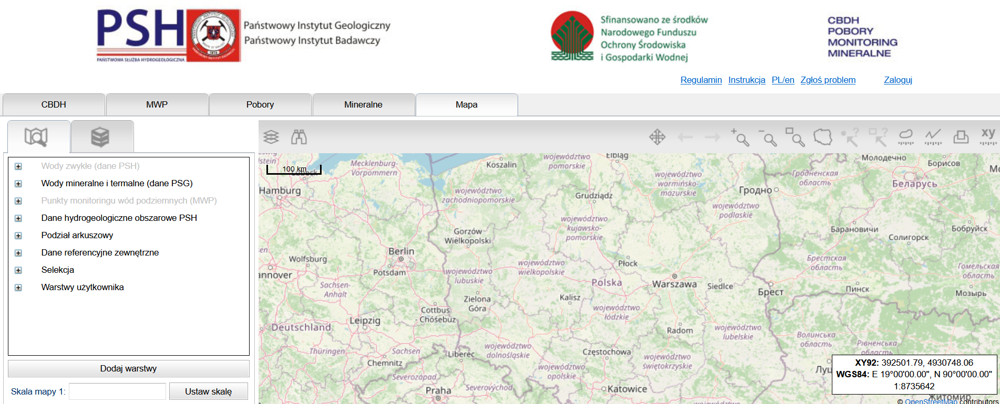 PSH
PAŃSTWOWA SŁUŻBA HYDROGEOLOGICZNA
Państwowy Instytut Geologiczny
Państwowy Instytut Badawczy
1919
Sfinansowano ze środków
Narodowego Funduszu
Ochrony Środowiska
i Gospodarki Wodnej
CBDH
POBORY
MONITORING
MINERALNE
Regulamin Instrukcja PL/en Zgłoś problem Zaloguj
CBDH MWP Pobory Mineralne Mapa
xy
Wody zwykłe (dane PSH)
Wody mineralne i termalne (dane PSG)
Punkty monitoringu wód podziemnych (MWP)
Dane hydrogeologiczne obszarowe PSH
Podział arkuszowy
Dane referencyjne zewnętrzne
Selekcja
Warstwy użytkownika
Dodaj warstwy
Skala mapy 1: Ustaw skalę
100 km
Hamburg
Mecklenburg-
Vorpommern
Koszalin
województwo
pomorskie
Elbląg
województwo
zachodniopomorskie
Grudziądz
województwo
warmińsko-
mazurskie
Гродно
Гродненская
область
Молодечно
Борисов
Беларусь
województwo
podlaskie
województwo
kujawsko-
pomorskie
Gorzów
Wielkopolski
Барановичи
Бобруйск
Солигорск
Berlin
Wolfsburg
Potsdam
annover
Płock
województwo
wielkopolskie
województwo
lubuskie
Polska
Warszawa
Siedlce
Брест
Брестская
область
Пинск
Гомельская
область
Мозырь
Sachsen-
Anhalt
Zielona
Góra
Kalisz
Cottbus
- Chóśebuz
województwo
łódzkie
Leipzig
Deutschland
Radom
województwo
lubelskie
Волинська
область
Рівненська
область
Thüringen
Sachsen
Chemnitz
Liberec
województwo
dolnośląskie
Częstochowa
województwo
świętokrzyskie
województwo
opolskie
Severozápad
Severovýchod
Praha
Katowice
Житомир
XY92: 392501.79, 4930748.06
WGS84: E 19°00'00.00", N 90°00'00.00"
1:8735642
© OpenStreetMap contributors